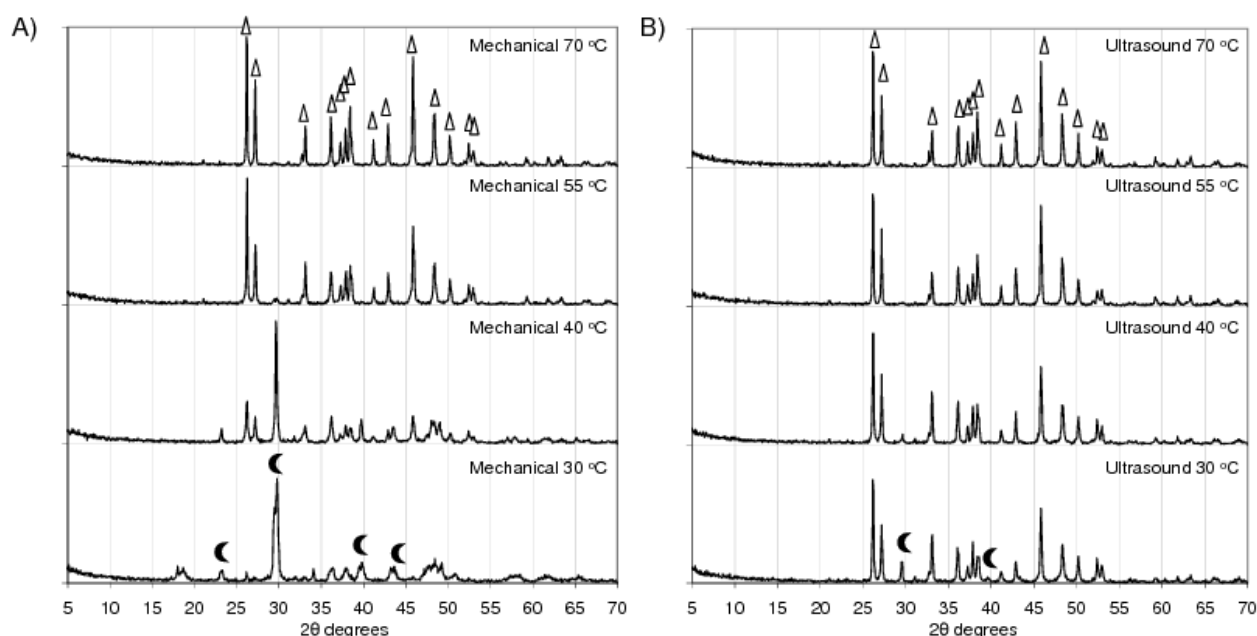 A)
Mechanical 70 °C
Mechanical 55 °C
Mechanical 40 °C
Mechanical 30 °C
5 10 15 20 25 30 35 40 45 50 55 60 65 70
2θ degrees
B)
Ultrasound 70 °C
Ultrasound 55 °C
Ultrasound 40 °C
Ultrasound 30 °C
5 10 15 20 25 30 35 40 45 50 55 60 65 70
2θ degrees